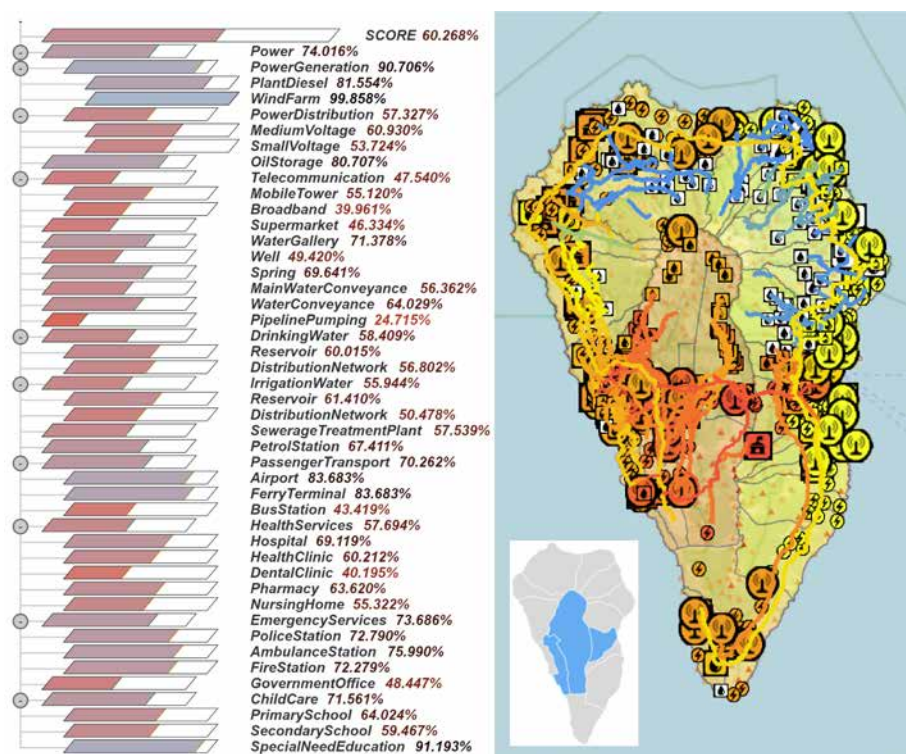 SCORE 60.268%
Power 74.016%
PowerGeneration 90.706%
PlantDiesel 81.554%
WindFarm 99.858%
PowerDistribution 57.327%
MediumVoltage 60.930%
SmallVoltage 53.724%
OilStorage 80.707%
Telecommunication 47.540%
MobileTower 55.120%
Broadband 39.961%
Supermarket 46.334%
WaterGallery 71.378%
Well 49.420%
Spring 69.641%
MainWaterConveyance 56.362%
WaterConveyance 64.029%
PipelinePumping 24.715%
DrinkingWater 58.409%
Reservoir 60.015%
DistributionNetwork 56.802%
IrrigationWater 55.944%
Reservoir 61.410%
DistributionNetwork 50.478%
SewerageTreatmentPlant 57.539%
PetrolStation 67.411%
PassengerTransport 70.262%
Airport 83.683%
FerryTerminal 83.683%
BusStation 43.419%
HealthServices 57.694%
Hospital 69.119%
HealthClinic 60.212%
DentalClinic 40.195%
Pharmacy 63.620%
NursingHome 55.322%
EmergencyServices 73.686%
PoliceStation 72.790%
AmbulanceStation 75.990%
FireStation 72.279%
GovernmentOffice 48.447%
ChildCare 71.561%
PrimarySchool 64.024%
SecondarySchool 59.467%
SpecialNeedEducation 91.193%